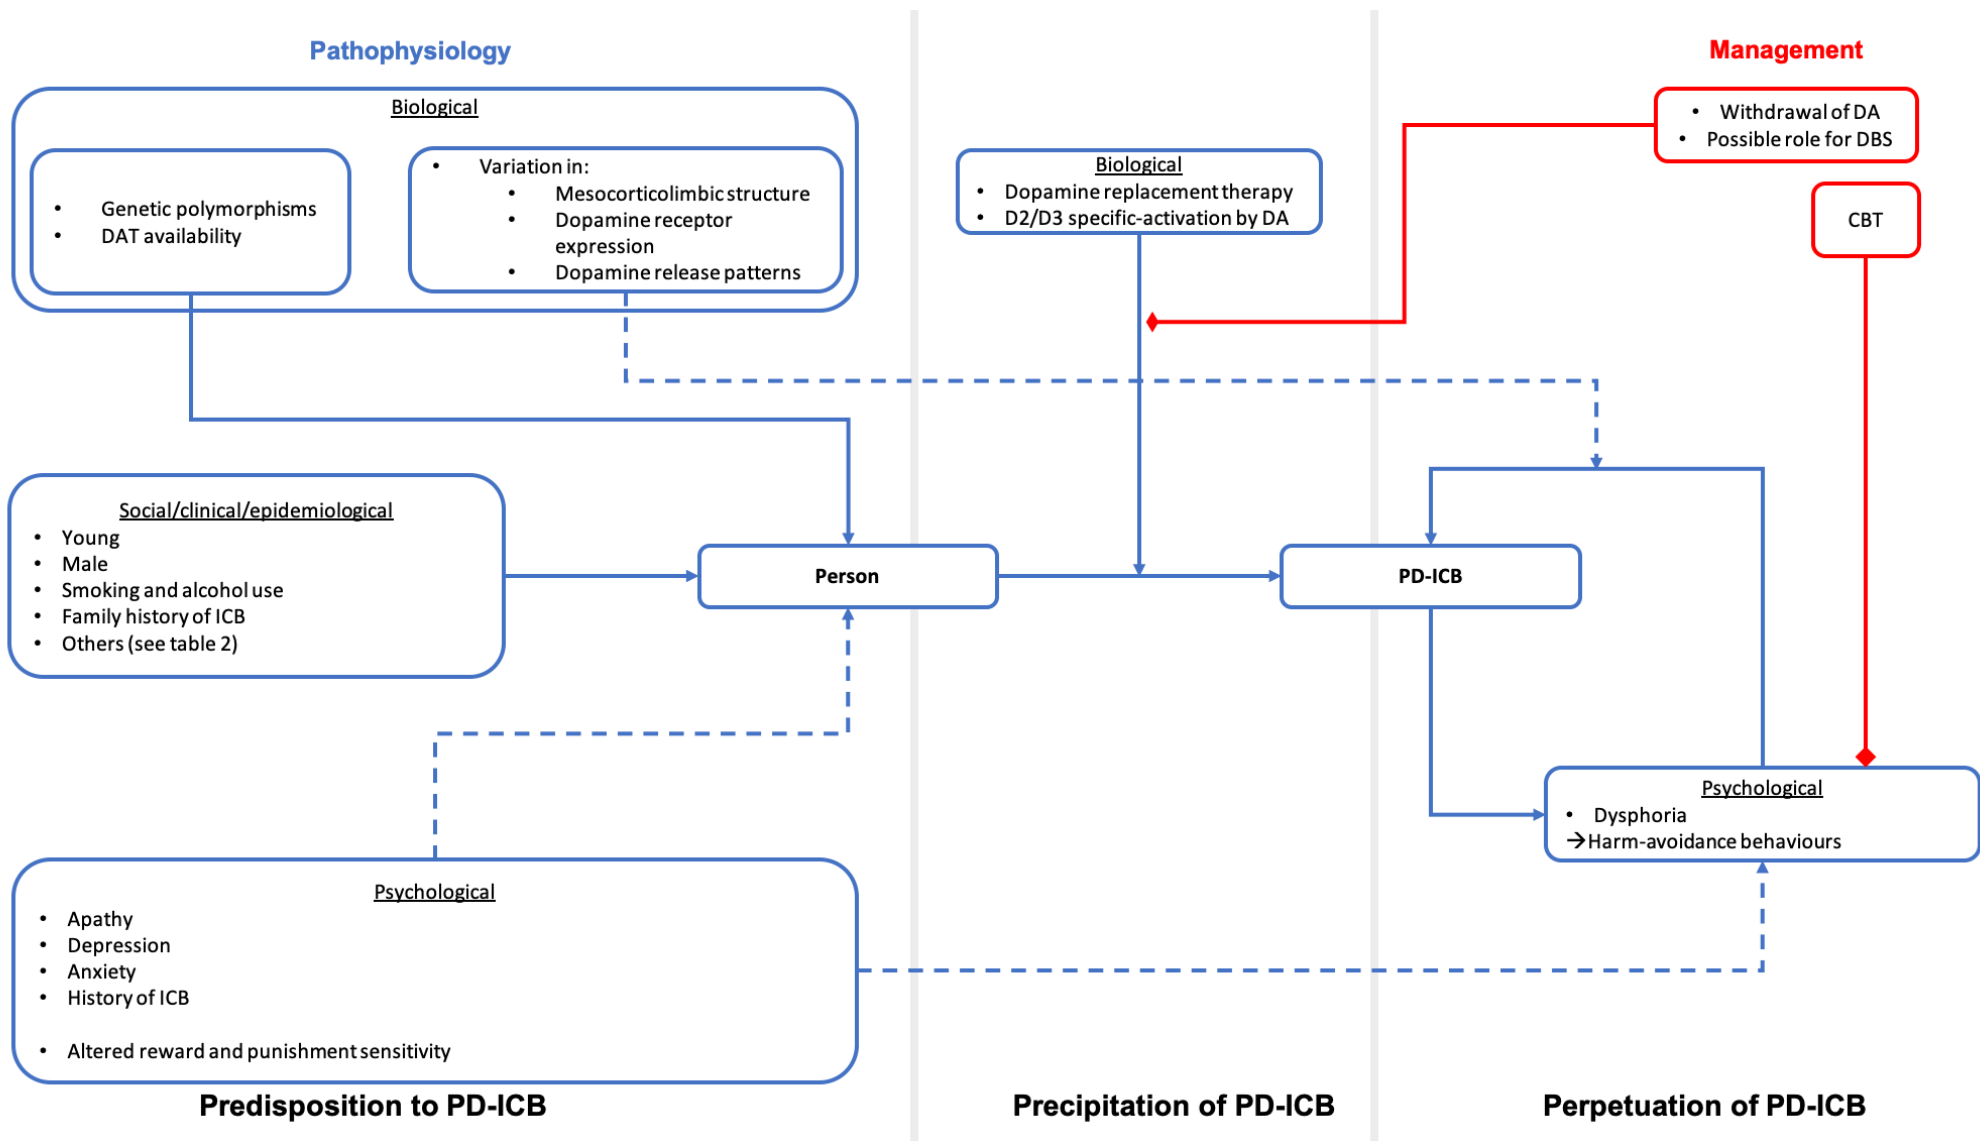 Pathophysiology
Management
Biological
• Genetic polymorphisms
• DAT availability
• Variation in:
• Mesocorticolimbic structure
• Dopamine receptor
expression
• Dopamine release patterns
Biological
• Dopamine replacement therapy
• D2/D3 specific-activation by DA
• Withdrawal of DA
• Possible role for DBS
CBT
Social/clinical/epidemiological
• Young
• Male
• Smoking and alcohol use
• Family history of ICB
• Others (see table 2)
Person
PD-ICB
Psychological
• Dysphoria
→Harm-avoidance behaviours
Psychological
• Apathy
• Depression
• Anxiety
• History of ICB
• Altered reward and punishment sensitivity
Predisposition to PD-ICB
Precipitation of PD-ICB
Perpetuation of PD-ICB